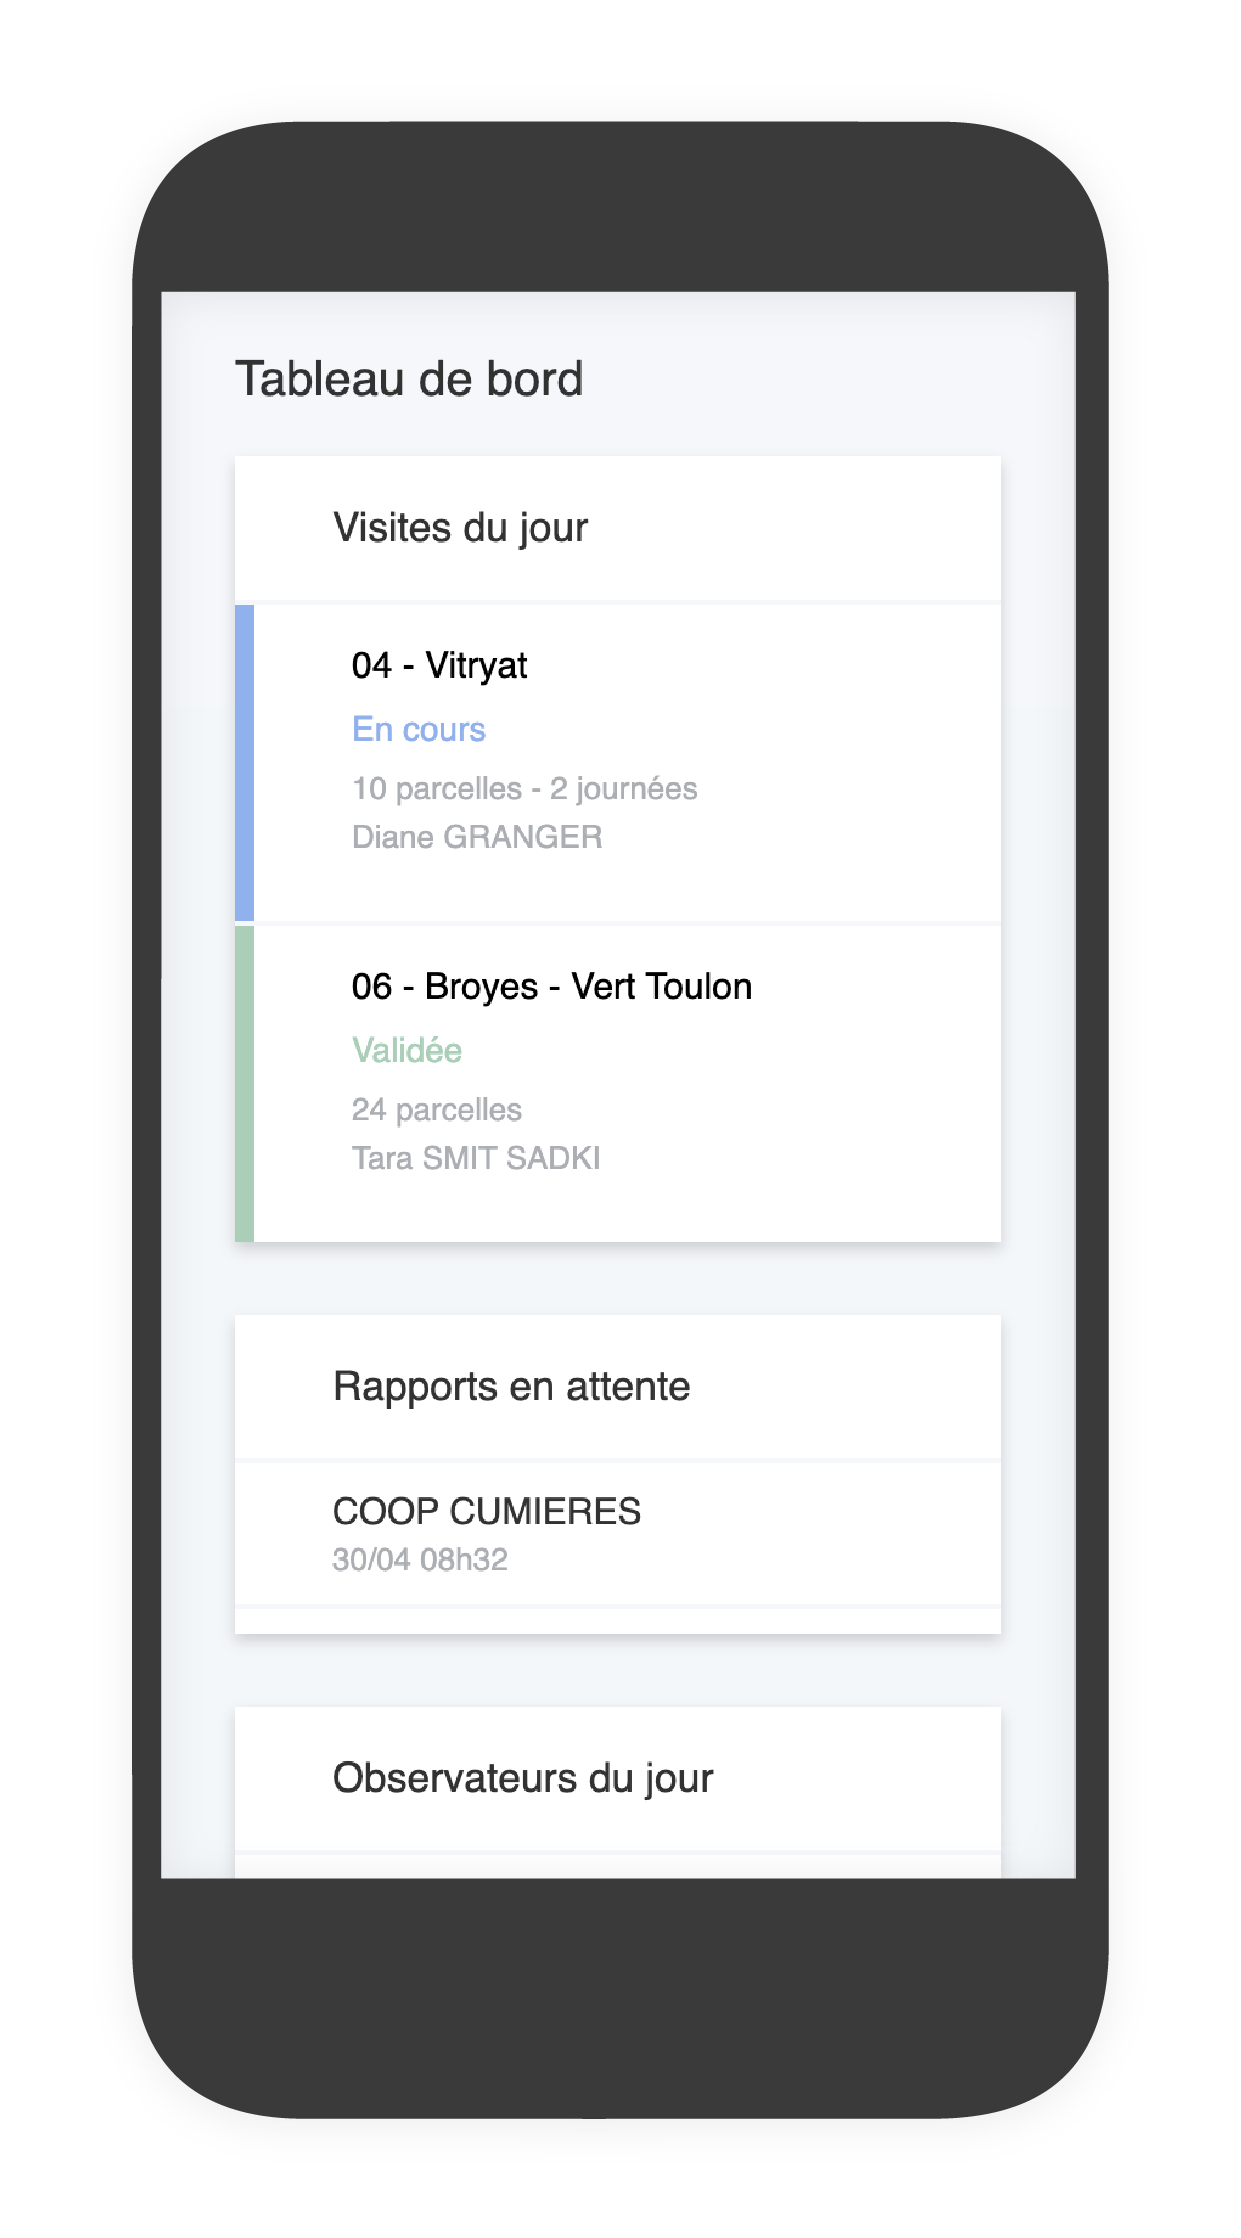 Tableau de bord
Visites du jour
04 - Vitryat
En cours
10 parcelles - 2 journées
Diane GRANGER
06 - Broyes - Vert Toulon
Validée
24 parcelles
Tara SMIT SADKI
Rapports en attente
COOP CUMIERES
30/04 08h32
Observateurs du jour